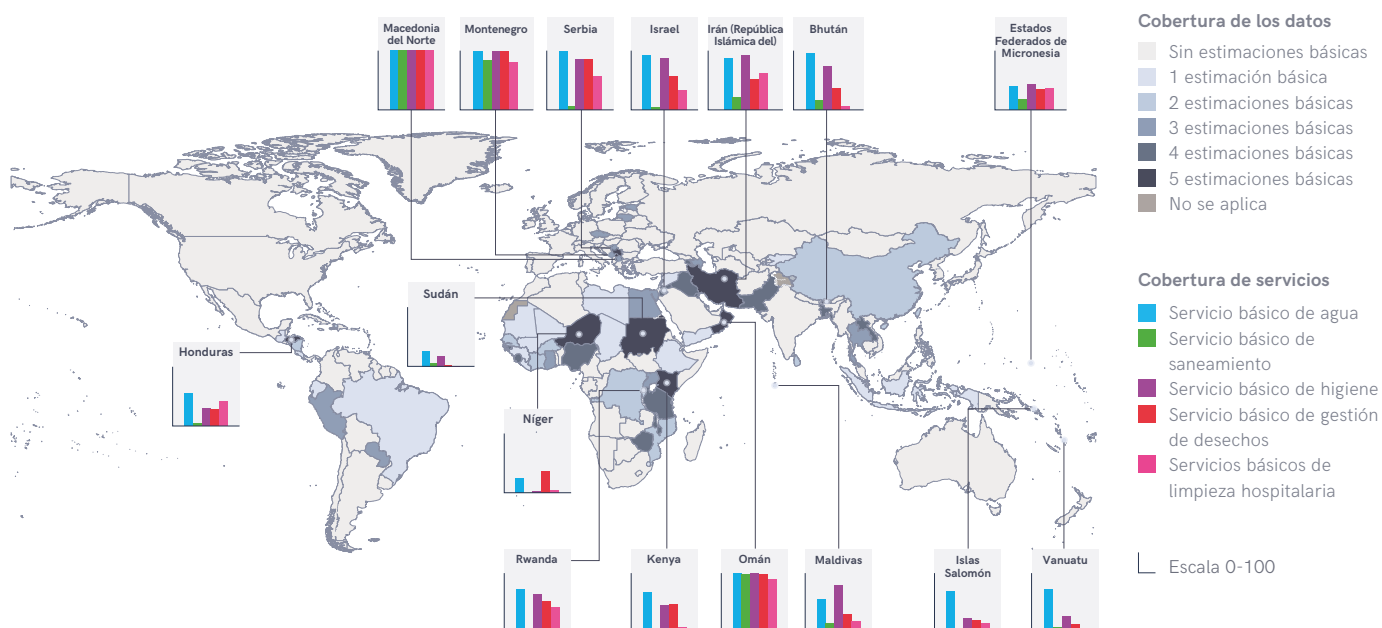 Macedonia
del Norte
Montenegro
Serbia
Israel
Irán (República
Islámica del)
Bhután
Estados
Federados de
Micronesia
Cobertura de los datos
Sin estimaciones básicas
1 estimación básica
2 estimaciones básicas
3 estimaciones básicas
4 estimaciones básicas
5 estimaciones básicas
No se aplica
Cobertura de servicios
Servicio básico de agua
Servicio básico de
saneamiento
Servicio básico de higiene
Servicio básico de gestión
de desechos
Servicios básicos de
limpieza hospitalaria
Escala 0-100
Sudán
Honduras
Níger
Rwanda
Kenya
Omán
Maldivas
Islas
Salomón
Vanuatu